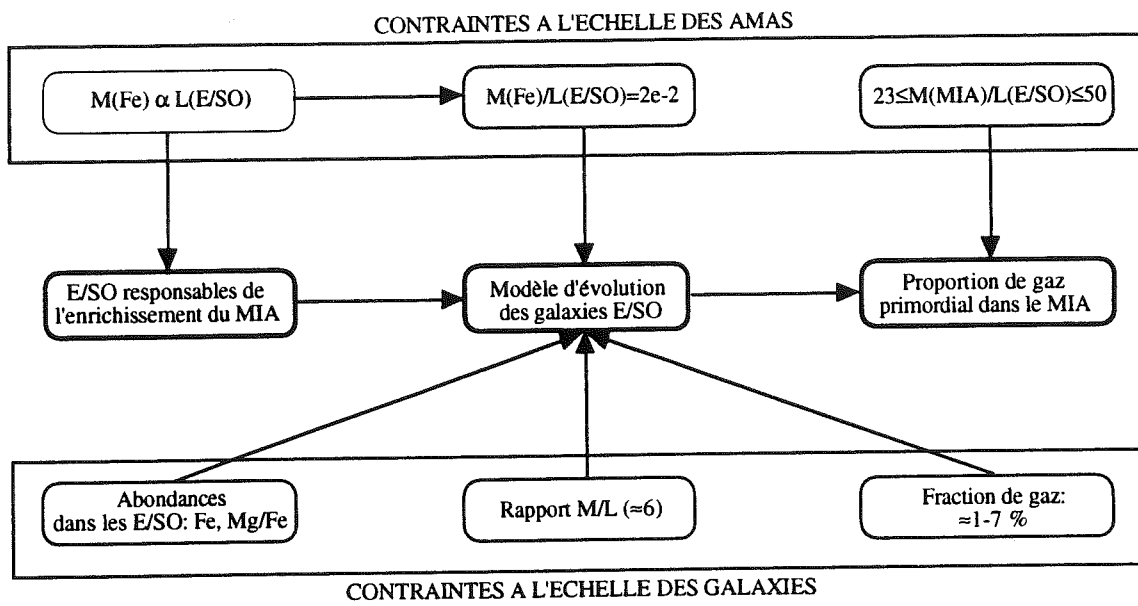 CONTRAINTES A L'ECHELLE DES AMAS
M(Fe) α L(E/SO)
M(Fe)/L(E/SO)=2e-2
23≤M(MIA)/L(E/SO)≤50
E/SO responsables de
l'enrichissement du MIA
Modèle d'évolution
des galaxies E/SO
Proportion de gaz
primordial dans le MIA
Abondances
dans les E/SO: Fe, Mg/Fe
Rapport M/L (≈6)
Fraction de gaz:
≈1-7 %
CONTRAINTES A L'ECHELLE DES GALAXIES